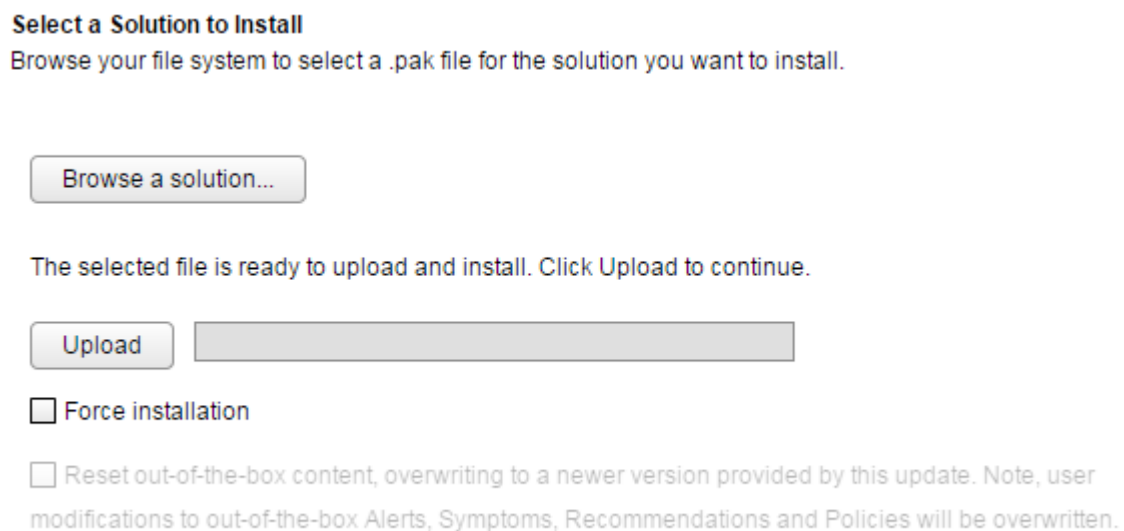 Select a Solution to Install
Browse your file system to select a .pak file for the solution you want to install.
Browse a solution...
The selected file is ready to upload and install. Click Upload to continue.
Upload
Force installation
Reset out-of-the-box content, overwriting to a newer version provided by this update. Note, user
modifications to out-of-the-box Alerts, Symptoms, Recommendations and Policies will be overwritten.